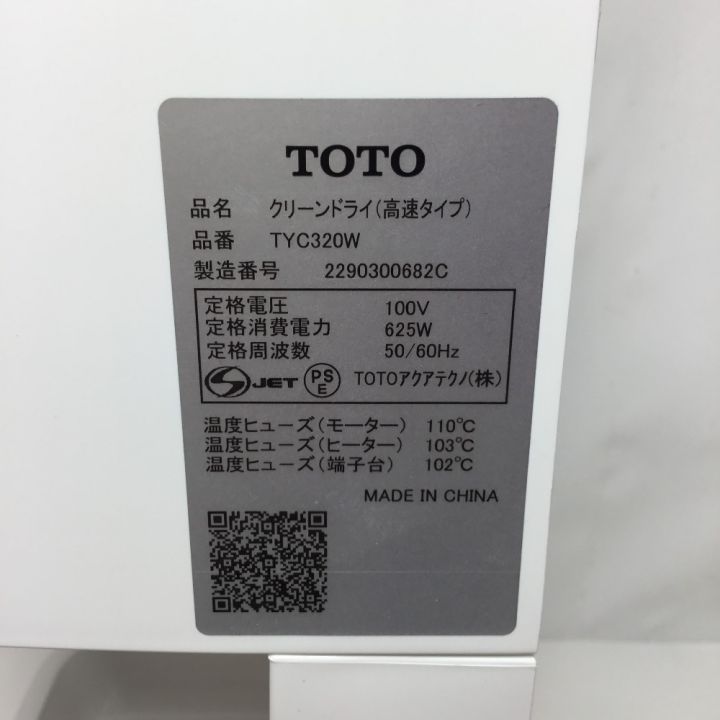 TOTO
品名 クリーンドライ(高速タイプ)
品番 TYC320W
製造番号 2290300682C
定格電圧 100V
定格消費電力 625W
定格周波数 50/60Hz
S JET PS E TOTOアクアテクノ(株)
温度ヒューズ(モーター) 110℃
温度ヒューズ(ヒーター) 103℃
温度ヒューズ(端子台) 102℃
MADE IN CHINA